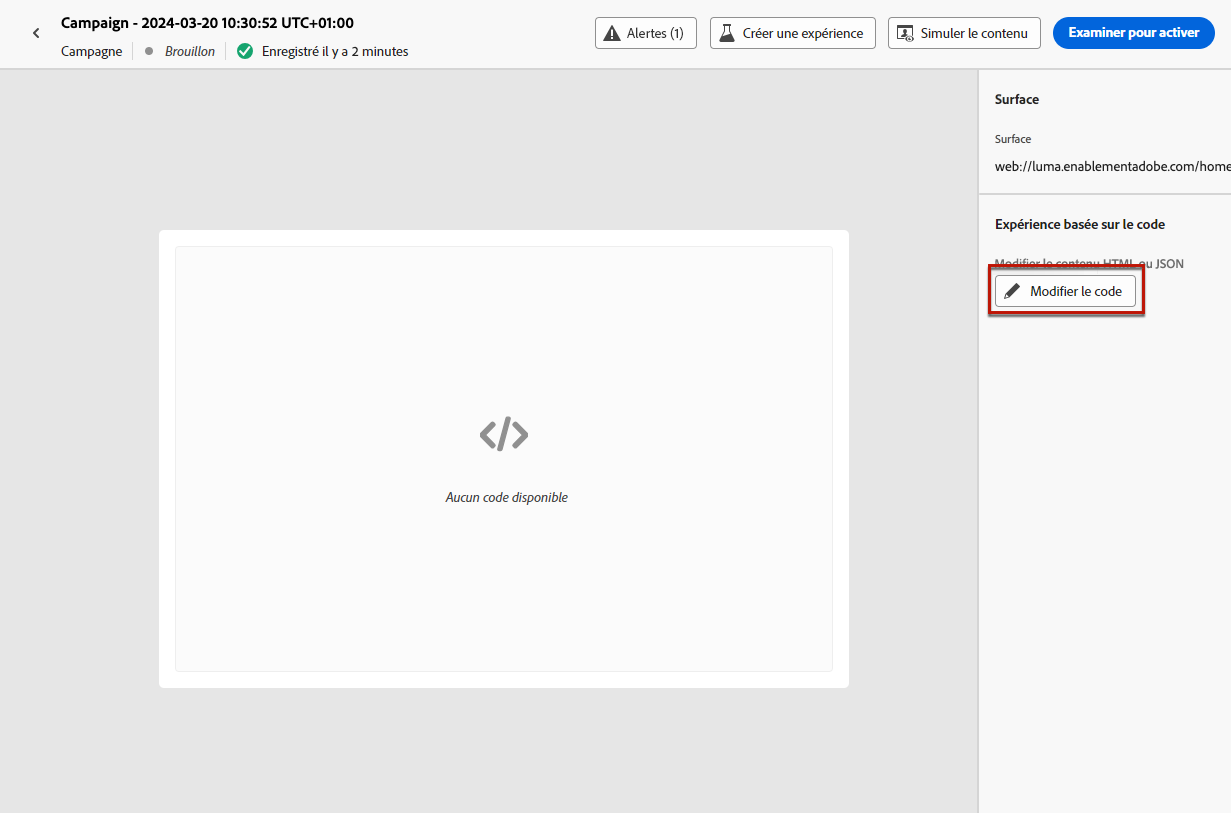 Campaign - 2024-03-20 10:30:52 UTC+01:00
Campagne
Brouillon
Enregistré il y a 2 minutes
Alertes (1)
Créer une expérience
Simuler le contenu
Examiner pour activer
Surface
Surface
web://luma.enablementadobe.com/home
Expérience basée sur le code
Modifier le contenu HTML ou JSON
Modifier le code
</>
Aucun code disponible